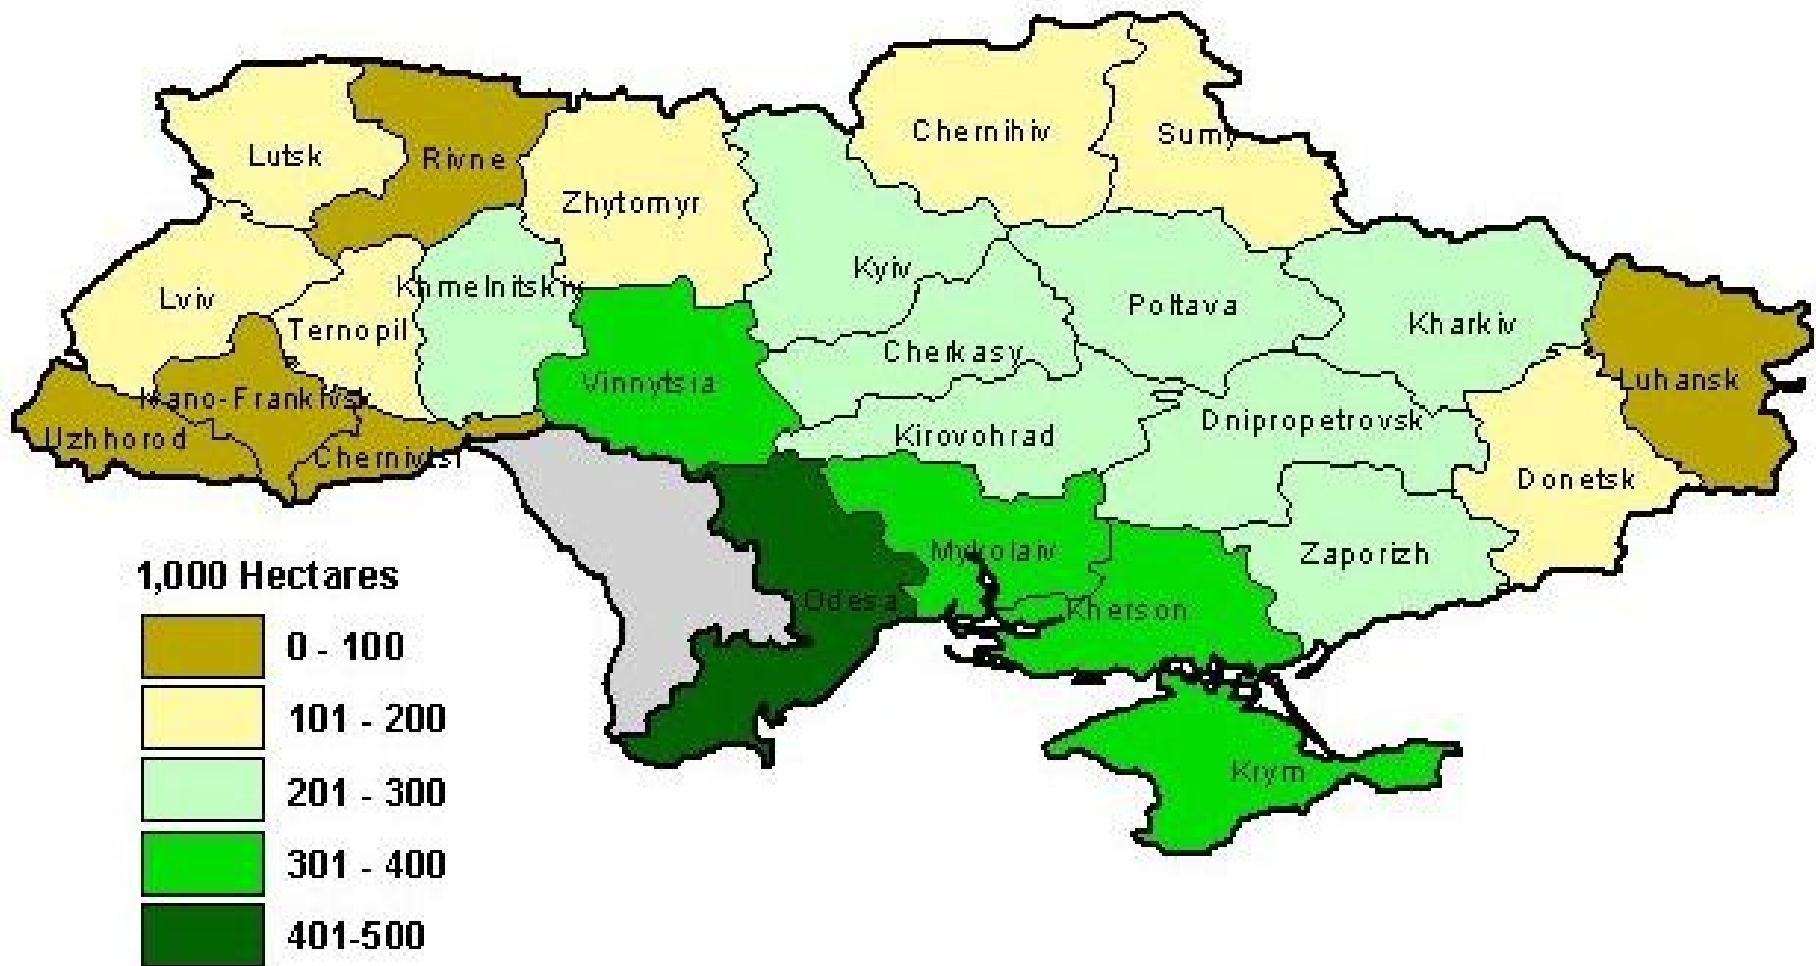 Chernihiv
Sumy
Lutsk
Rivne
Zhytomyr
Kyiv
Khmelnitskiy
Lviv
Ternopil
Poltava
Kharkiv
Cherkasy
Vinnytsia
Luhansk
Ivano-Frankivsk
Uzhhorod
Chernivtsi
Kirovohrad
Dnipropetrovsk
Donetsk
Mykolaiv
Zaporizh
Odesa
Kherson
Krym
1,000 Hectares
0 - 100
101 - 200
201 - 300
301 - 400
401-500